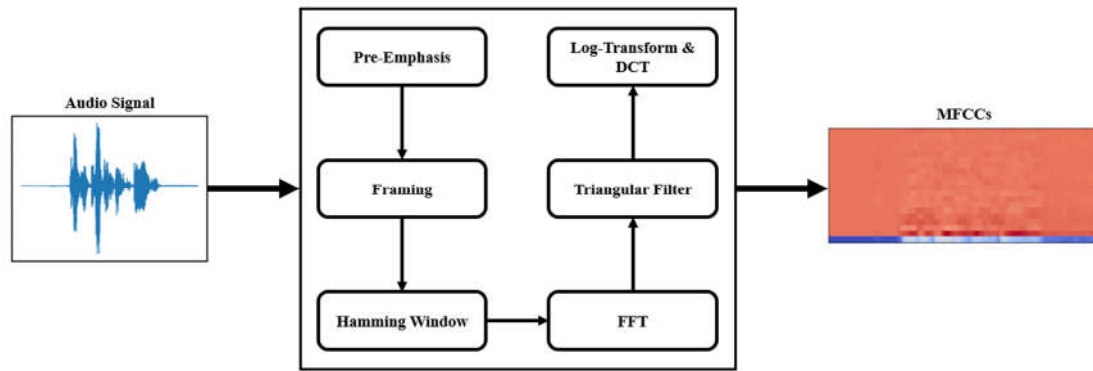 Audio Signal
Pre-Emphasis
Framing
Hamming Window
FFT
Triangular Filter
Log-Transform &
DCT
MFCCs